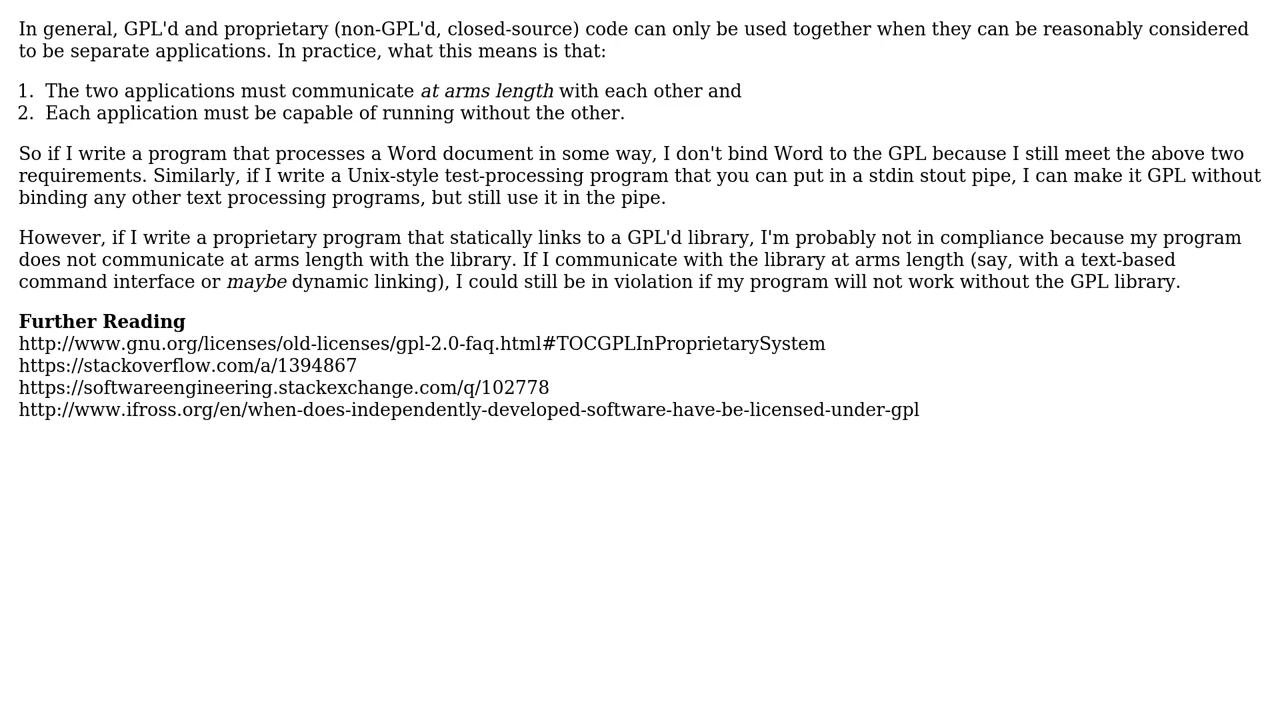 In general, GPL'd and proprietary (non-GPL'd, closed-source) code can only be used together when they can be reasonably considered
to be separate applications. In practice, what this means is that:
1. The two applications must communicate at arms length with each other and
2. Each application must be capable of running without the other.
So if I write a program that processes a Word document in some way, I don't bind Word to the GPL because I still meet the above two
requirements. Similarly, if I write a Unix-style test-processing program that you can put in a stdin stout pipe, I can make it GPL without
binding any other text processing programs, but still use it in the pipe.
However, if I write a proprietary program that statically links to a GPL'd library, I'm probably not in compliance because my program
does not communicate at arms length with the library. If I communicate with the library at arms length (say, with a text-based
command interface or maybe dynamic linking), I could still be in violation if my program will not work without the GPL library.
Further Reading
http://www.gnu.org/licenses/old-licenses/gpl-2.0-faq.html#TOCGPLInProprietarySystem
https://stackoverflow.com/a/1394867
https://softwareengineering.stackexchange.com/q/102778
http://www.ifross.org/en/when-does-independently-developed-software-have-be-licensed-under-gpl